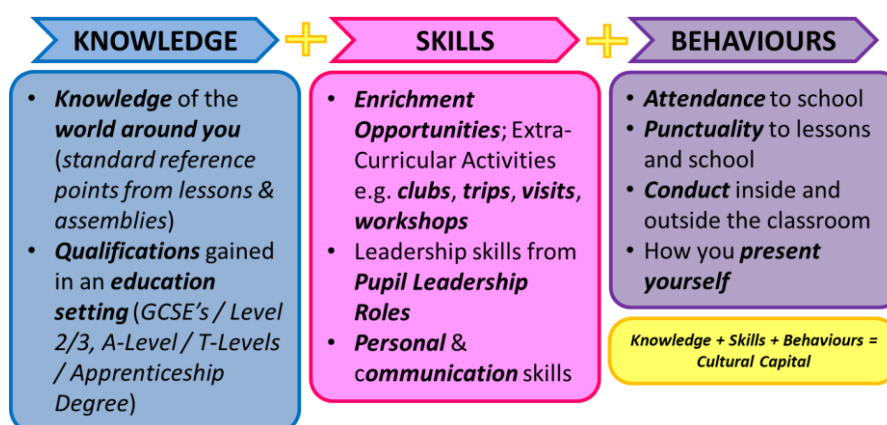 KNOWLEDGE + SKILLS + BEHAVIOURS
• Knowledge of the
world around you
(standard reference
points from lessons &
assemblies)
• Qualifications gained
in an education
setting (GCSE's / Level
2/3, A-Level / T-Levels
/ Apprenticeship
Degree)
• Enrichment
Opportunities; Extra-
Curricular Activities
e.g. clubs, trips, visits,
workshops
• Leadership skills from
Pupil Leadership
Roles
• Personal &
communication skills
• Attendance to school
• Punctuality to lessons
and school
• Conduct inside and
outside the classroom
• How you present
yourself
Knowledge + Skills + Behaviours =
Cultural Capital